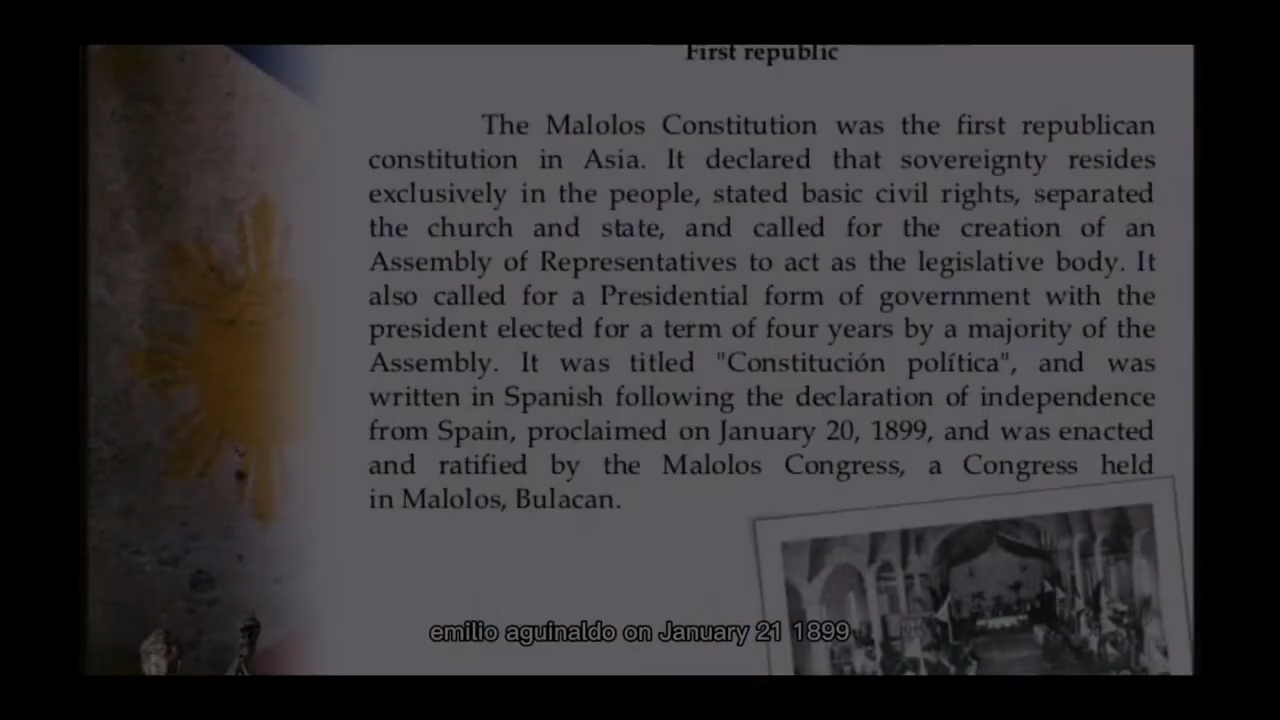 First republic
The Malolos Constitution was the first republican
constitution in Asia. It declared that sovereignty resides
exclusively in the people, stated basic civil rights, separated
the church and state, and called for the creation of an
Assembly of Representatives to act as the legislative body. It
also called for a Presidential form of government with the
president elected for a term of four years by a majority of the
Assembly. It was titled "Constitución política", and was
written in Spanish following the declaration of independence
from Spain, proclaimed on January 20, 1899, and was enacted
and ratified by the Malolos Congress, a Congress held
in Malolos, Bulacan.
emilio aguinaldo on January 21 1899